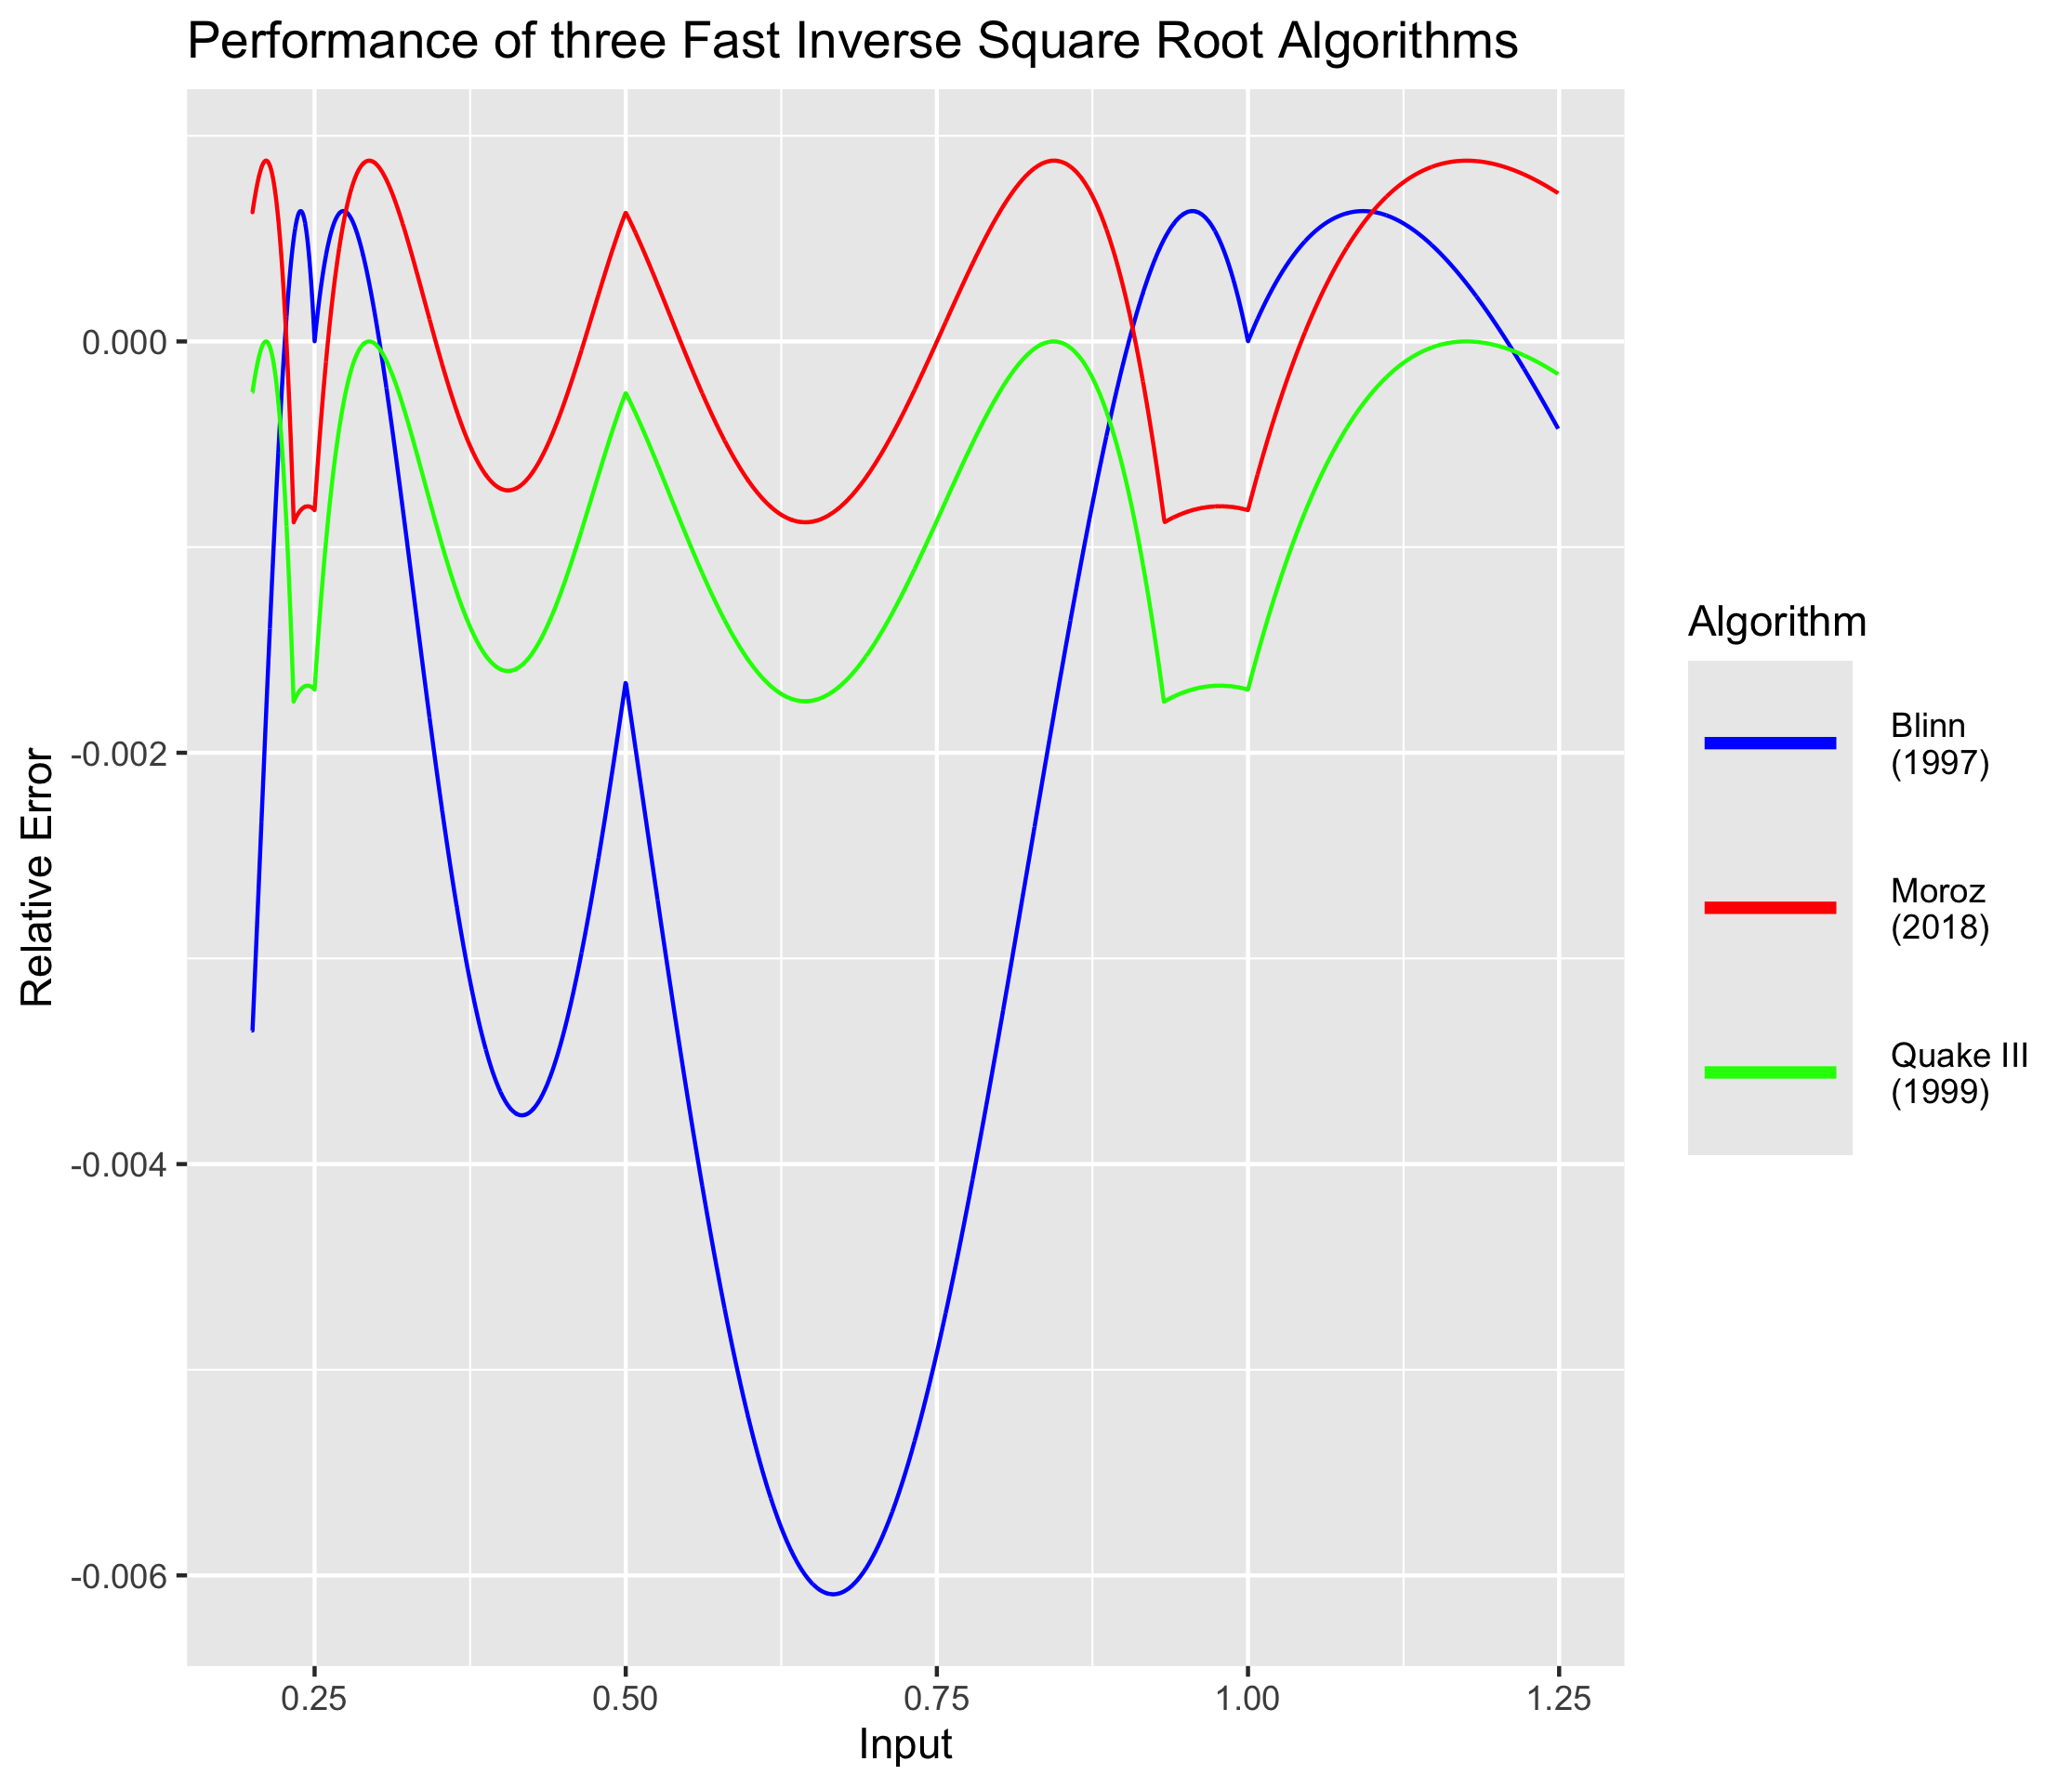 Performance of three Fast Inverse Square Root Algorithms
Relative Error
0.000
-0.002
-0.004
-0.006
0.25
0.50
0.75
1.00
1.25
Input
Algorithm
Blinn
(1997)
Moroz
(2018)
Quake III
(1999)